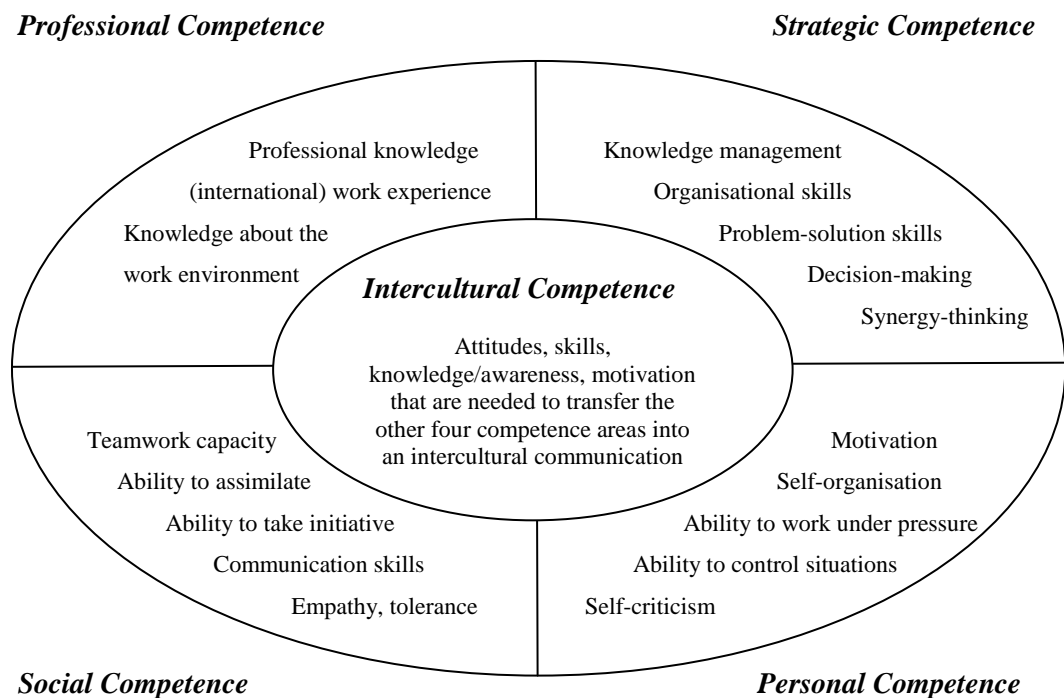 Professional Competence
Strategic Competence
Professional knowledge
(international) work experience
Knowledge about the
work environment
Knowledge management
Organisational skills
Problem-solution skills
Decision-making
Synergy-thinking
Intercultural Competence
Attitudes, skills,
knowledge/awareness, motivation
that are needed to transfer the
other four competence areas into
an intercultural communication
Teamwork capacity
Ability to assimilate
Ability to take initiative
Communication skills
Empathy, tolerance
Motivation
Self-organisation
Ability to work under pressure
Ability to control situations
Self-criticism
Social Competence
Personal Competence